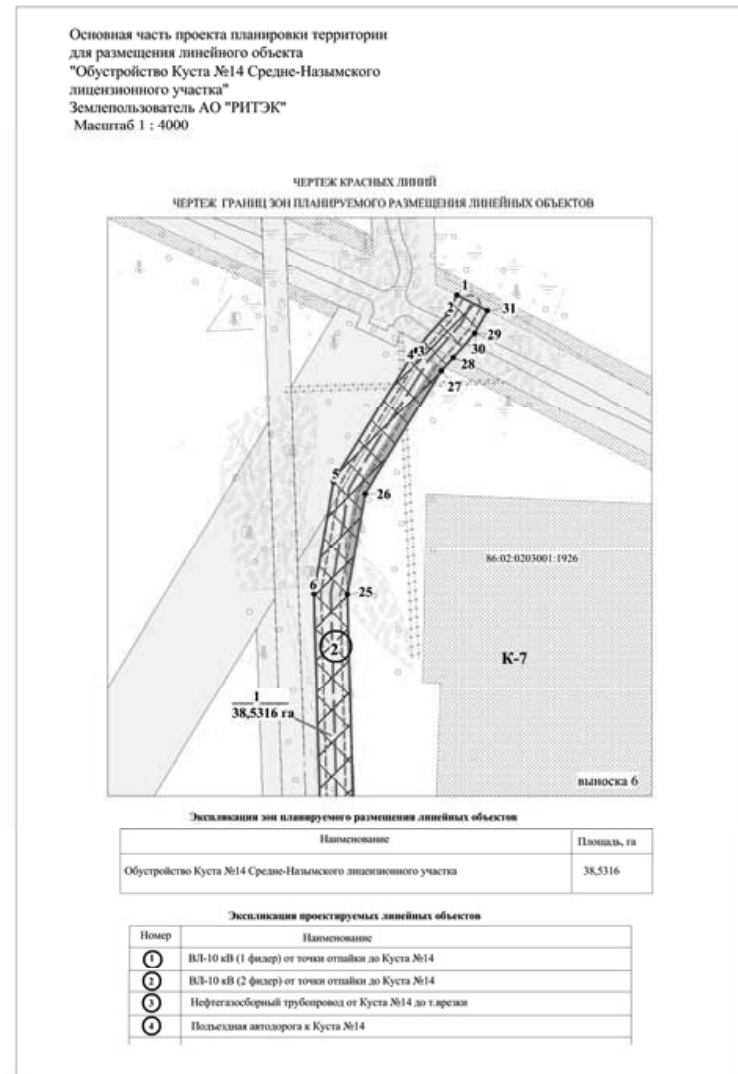 Основная часть проекта планировки территории
для размещения линейного объекта
"Обустройство Куста №14 Средне-Назымского
лицензионного участка"
Землепользователь АО "РИТЭК"
Масштаб 1 : 4000
ЧЕРТЕЖ КРАСНЫХ ЛИНИЙ
ЧЕРТЕЖ ГРАНИЦ ЗОН ПЛАНИРУЕМОГО РАЗМЕЩЕНИЯ ЛИНЕЙНЫХ ОБЪЕКТОВ
1
2
31
29
30
4 3
28
27
5
26
86:02:0203001:1926
6
25
2
К-7
1
38,5316 га
выноска 6
Экспликация зон планируемого размещения линейных объектов
Наименование Площадь, га
Обустройство Куста №14 Средне-Назымского лицензионного участка 38,5316
Экспликация проектируемых линейных объектов
Номер Наименование
1 ВЛ-10 кВ (1 фидер) от точки отпайки до Куста №14
2 ВЛ-10 кВ (2 фидер) от точки отпайки до Куста №14
3 Нефтегазосборный трубопровод от Куста №14 до т.врезки
4 Подъездная автодорога к Куста №14